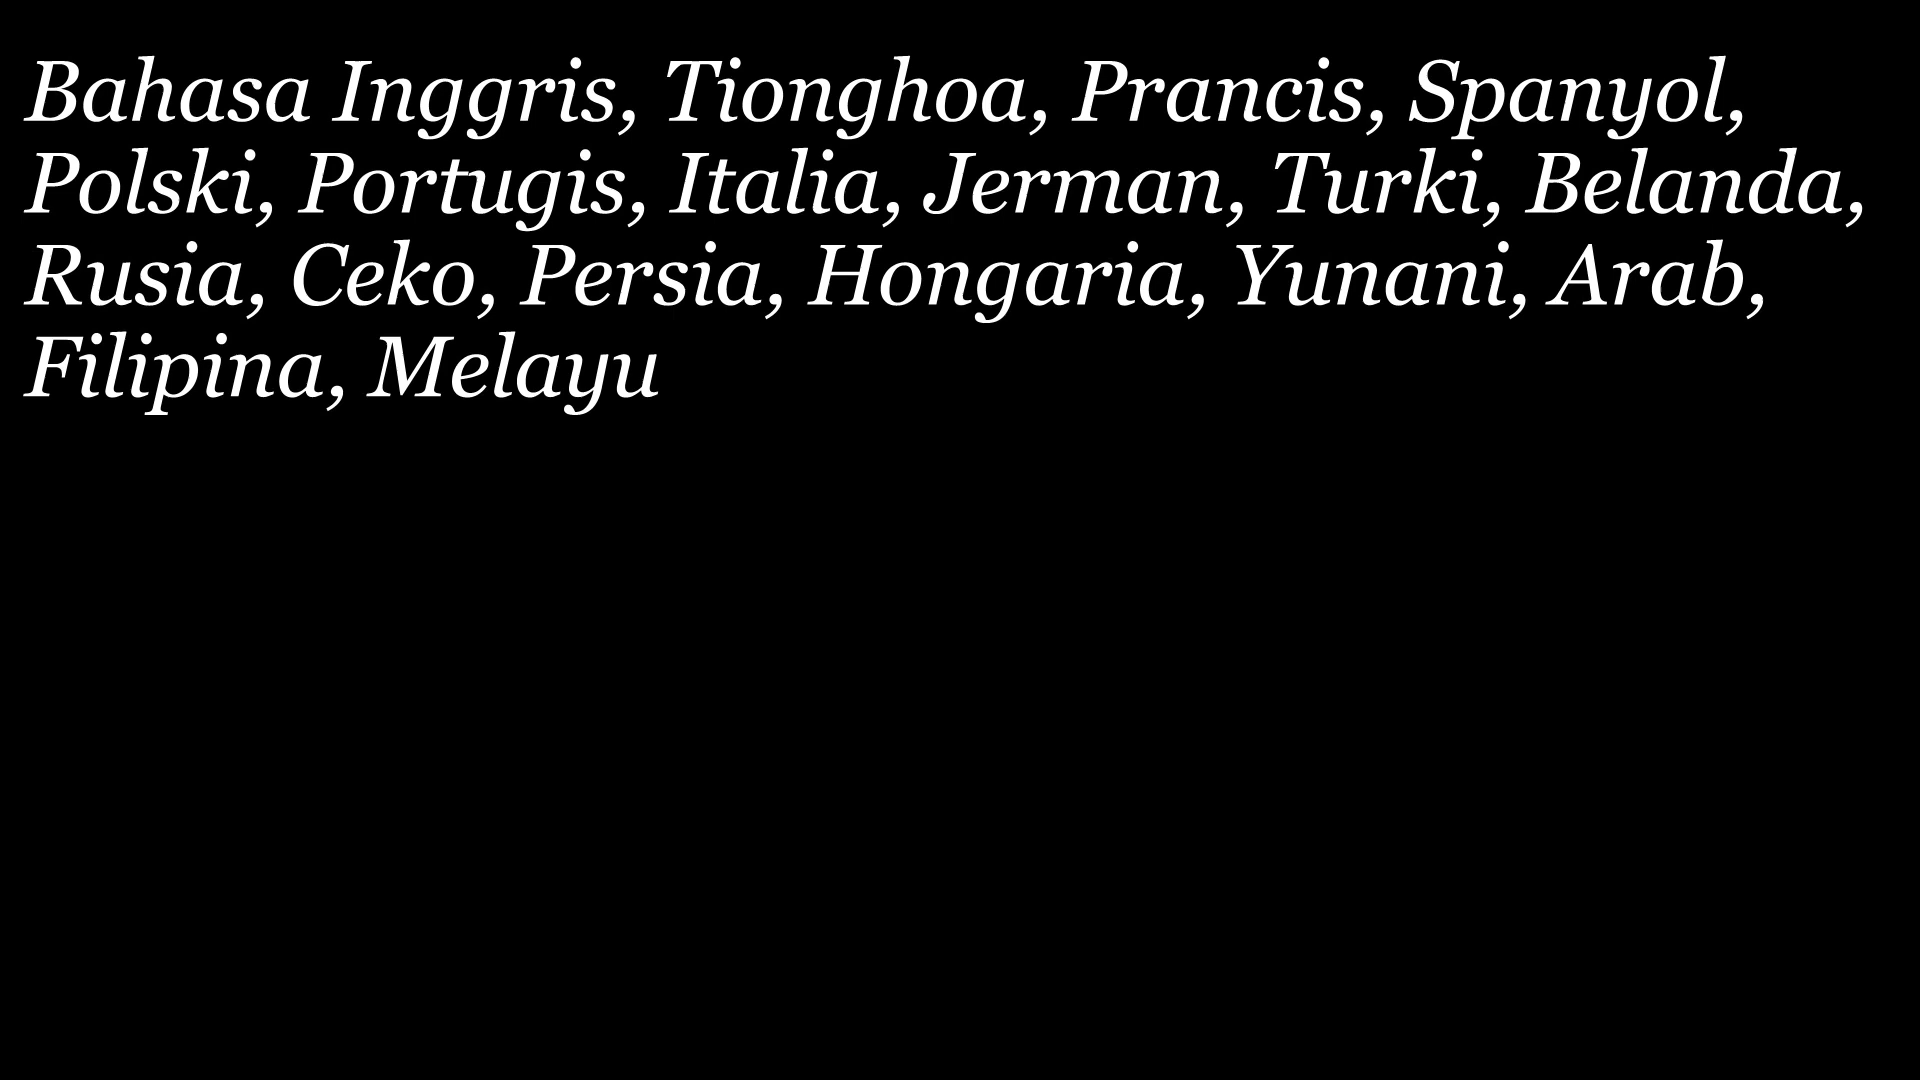 Bahasa Inggris, Tionghoa, Prancis, Spanyol,
Polski, Portugis, Italia, Jerman, Turki, Belanda,
Rusia, Ceko, Persia, Hongaria, Yunani, Arab,
Filipina, Melayu